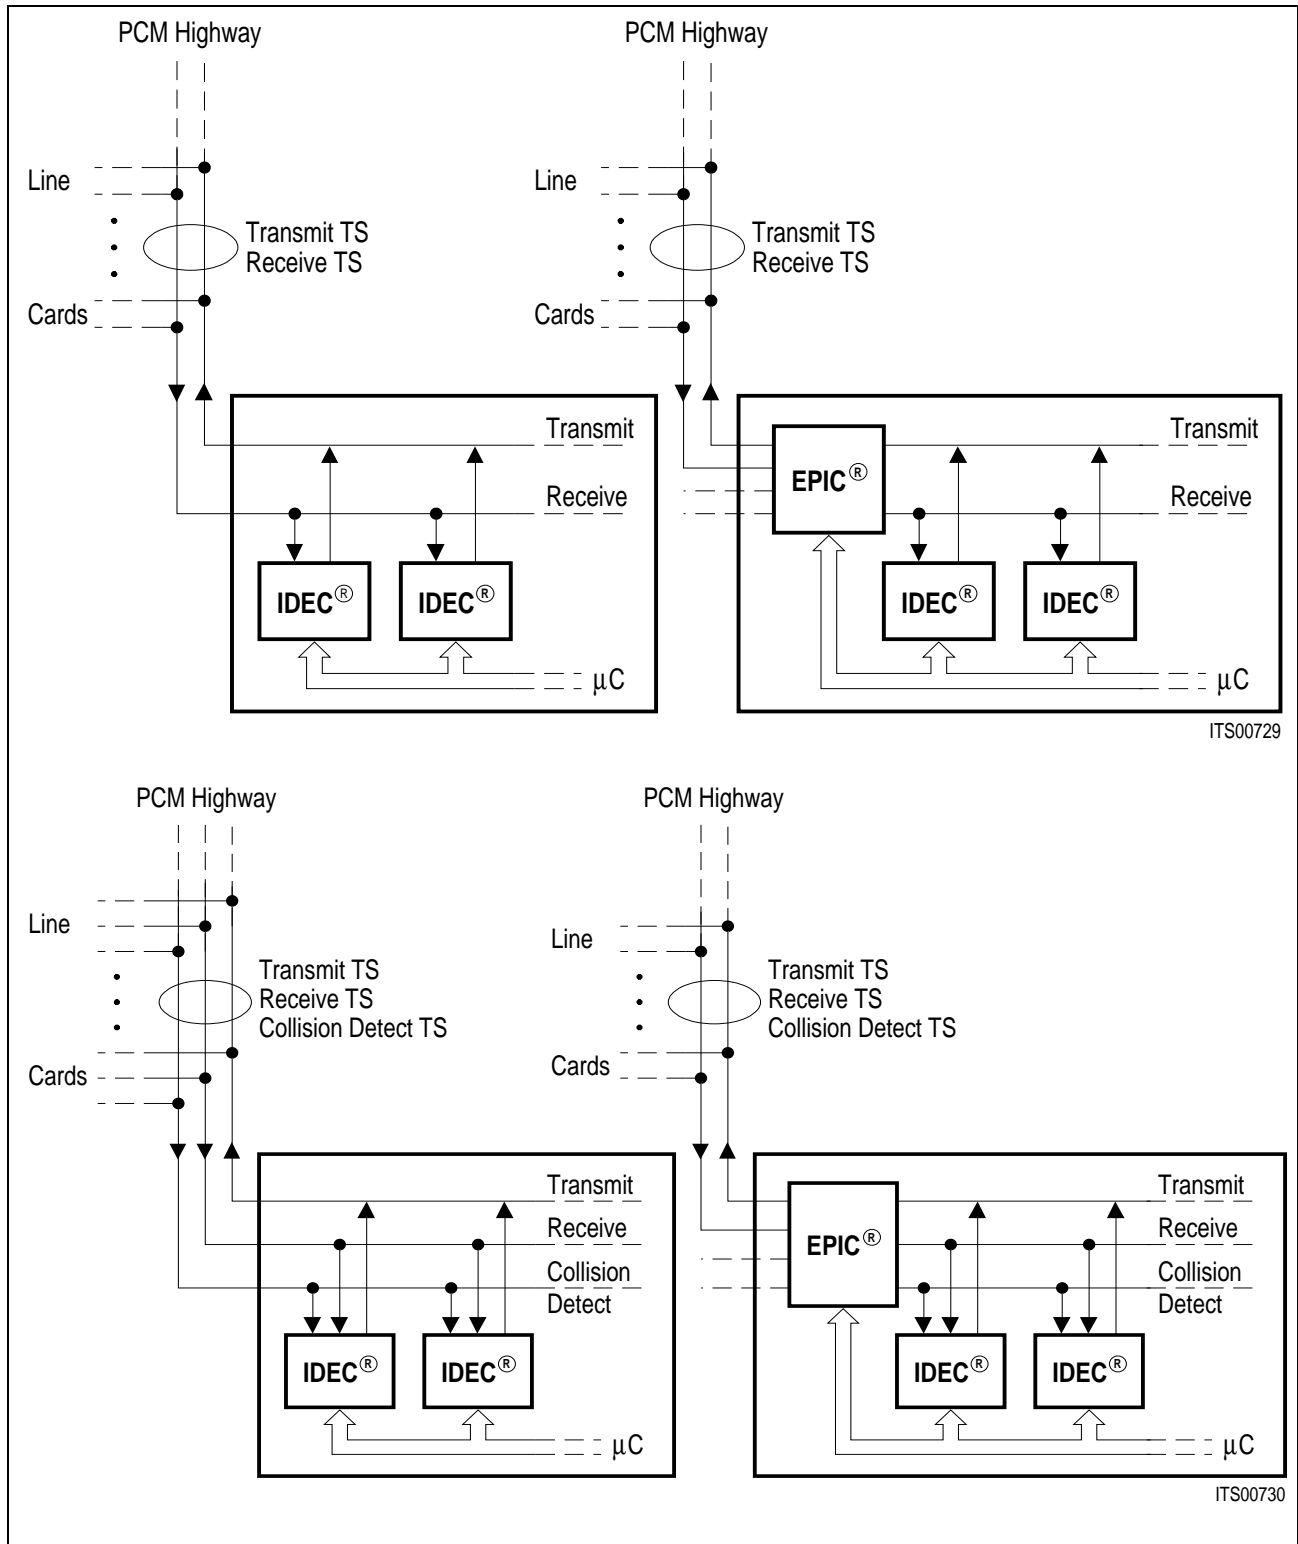 PCM Highway
Line
Transmit TS
Receive TS
Cards
Transmit
Receive
IDEC®
IDEC®
µC
PCM Highway
Line
Transmit TS
Receive TS
Cards
Transmit
EPIC®
Receive
IDEC®
IDEC®
µC
ITS00729
PCM Highway
Line
Transmit TS
Receive TS
Collision Detect TS
Cards
Transmit
Receive
Collision
Detect
IDEC®
IDEC®
µC
PCM Highway
Line
Transmit TS
Receive TS
Collision Detect TS
Cards
Transmit
Receive
EPIC®
Collision
Detect
IDEC®
IDEC®
µC
ITS00730